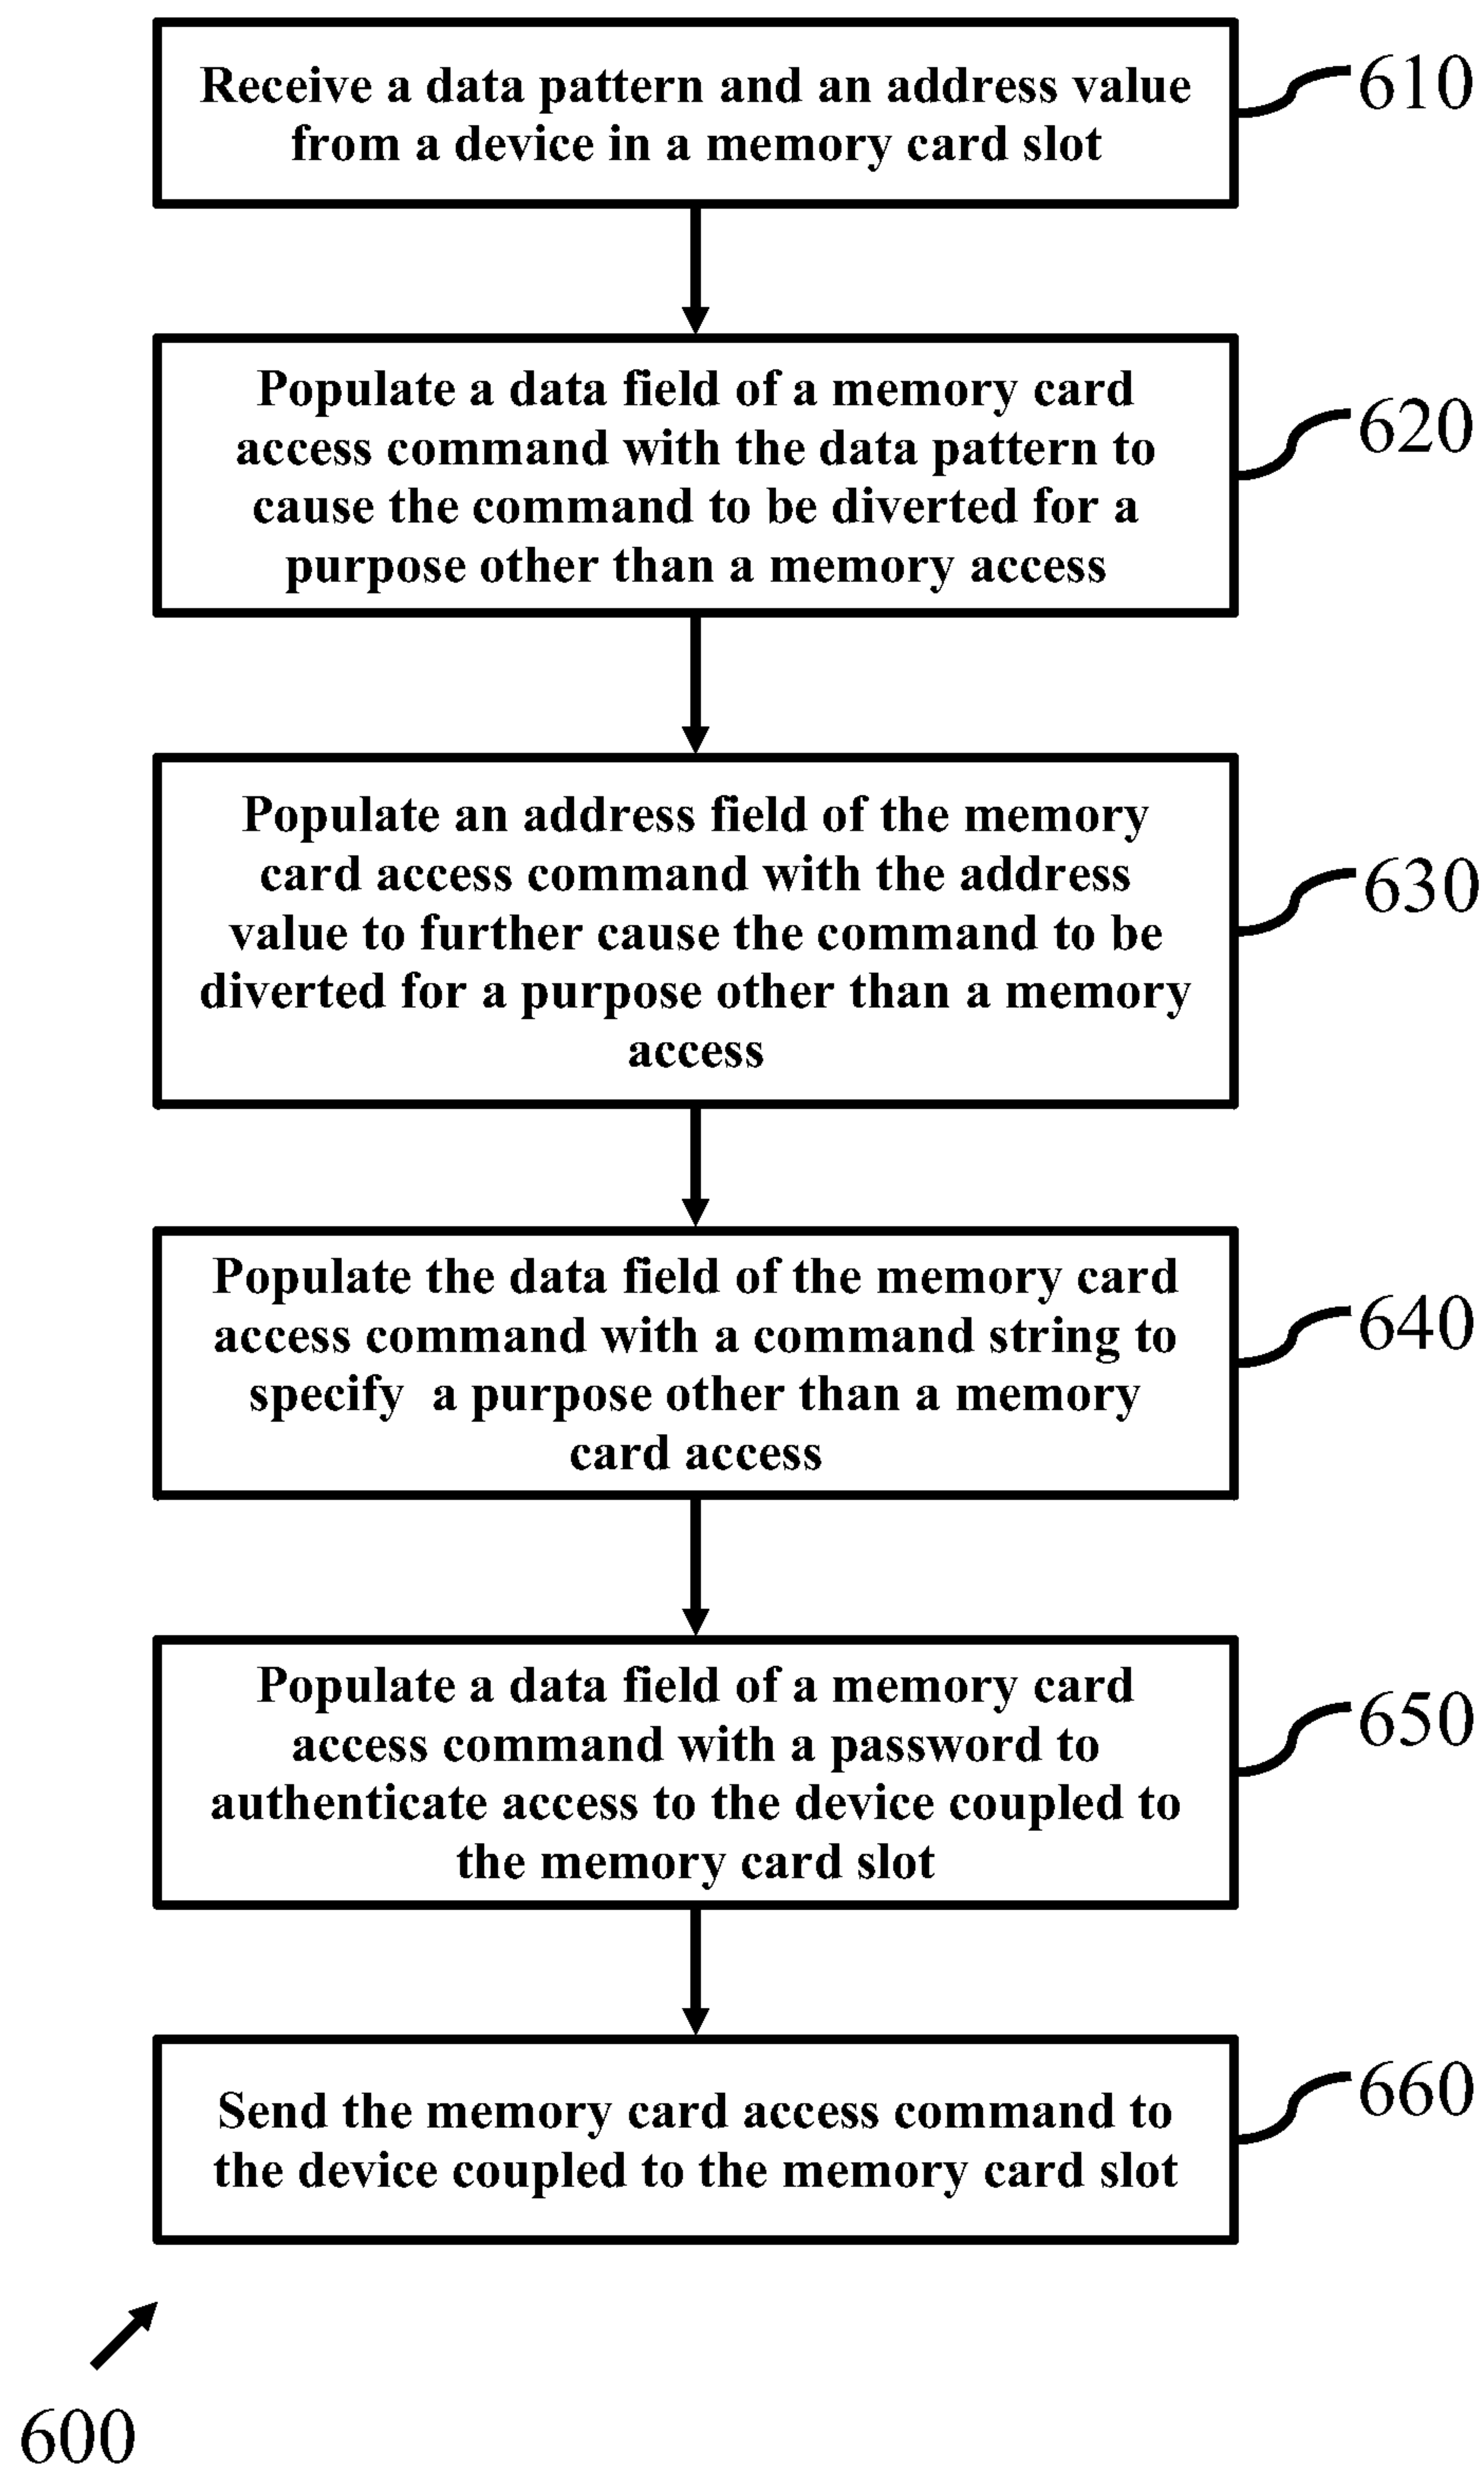 Receive a data pattern and an address value
from a device in a memory card slot
610
Populate a data field of a memory card
access command with the data pattern to
cause the command to be diverted for a
purpose other than a memory access
620
Populate an address field of the memory
card access command with the address
value to further cause the command to be
diverted for a purpose other than a memory
access
630
Populate the data field of the memory card
access command with a command string to
specify a purpose other than a memory
card access
640
Populate a data field of a memory card
access command with a password to
authenticate access to the device coupled to
the memory card slot
650
Send the memory card access command to
the device coupled to the memory card slot
660
600